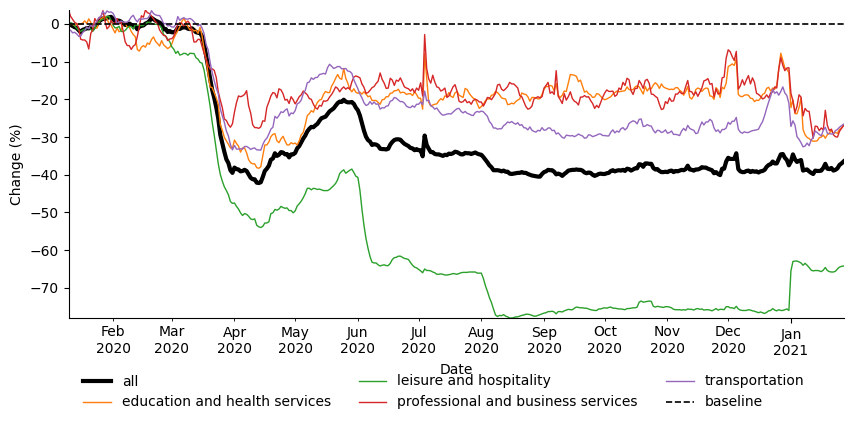 0
−10
−20
−30
−40
−50
−60
−70
Change (%)
Feb Mar Apr May Jun Jul Aug Sep Oct Nov Dec Jan
2020 2020 2020 2020 2020 2020 2020 2020 2020 2020 2020 2021
Date
all leisure and hospitality transportation
education and health services professional and business services baseline